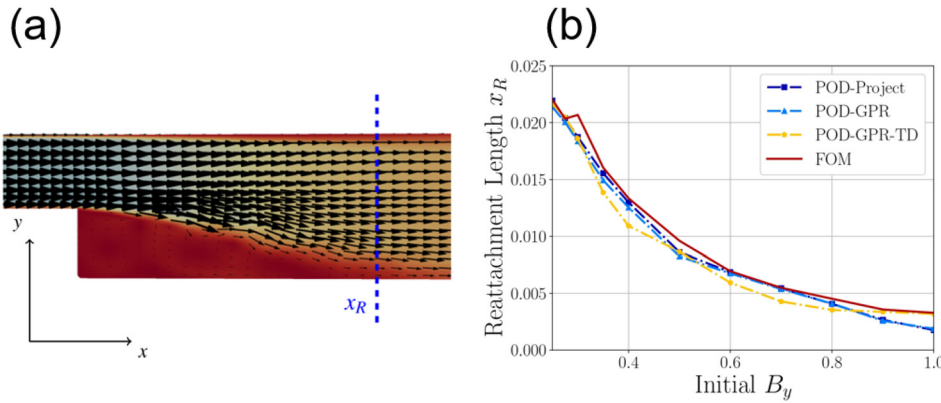 (a)
y
x
x_R
(b)
Reattachment Length x_R
0.025
0.020
0.015
0.010
0.005
0.000
POD-Project
POD-GPR
POD-GPR-TD
FOM
0.4
0.6
0.8
1.0
Initial B_y